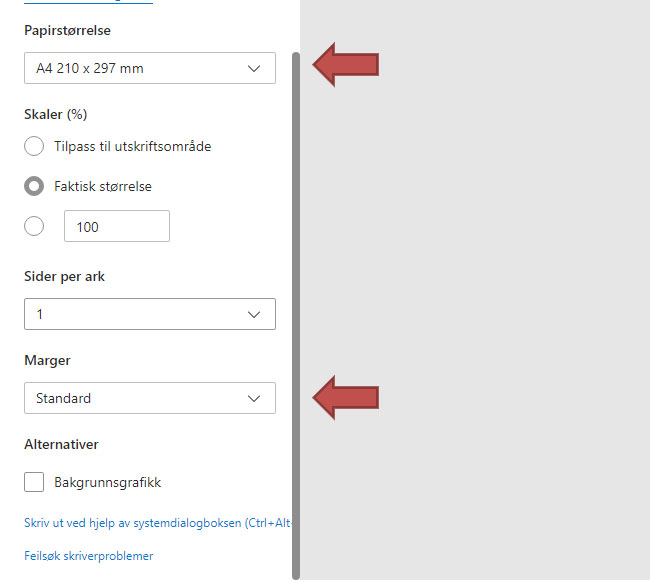 Papirstørrelse
A4 210 x 297 mm
Skaler (%)
Tilpass til utskriftsområde
Faktisk størrelse
100
Sider per ark
1
Marger
Standard
Alternativer
Bakgrunnsgrafikk
Skriv ut ved hjelp av systemdialogboksen (Ctrl+Alt+
Feilsøk skriverproblemer